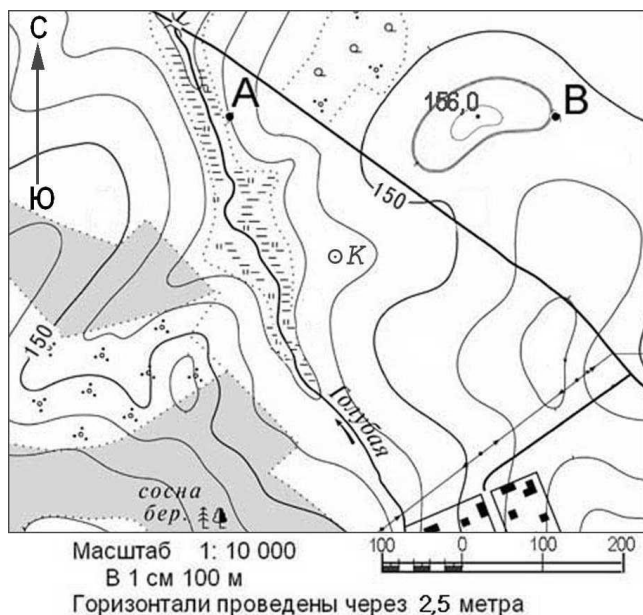 С
Ю
А
156,0
В
150
К
150
Голубая
сосна
бер.
Масштаб 1: 10 000
В 1 см 100 м
100 0 100 200
Горизонтали проведены через 2,5 метра